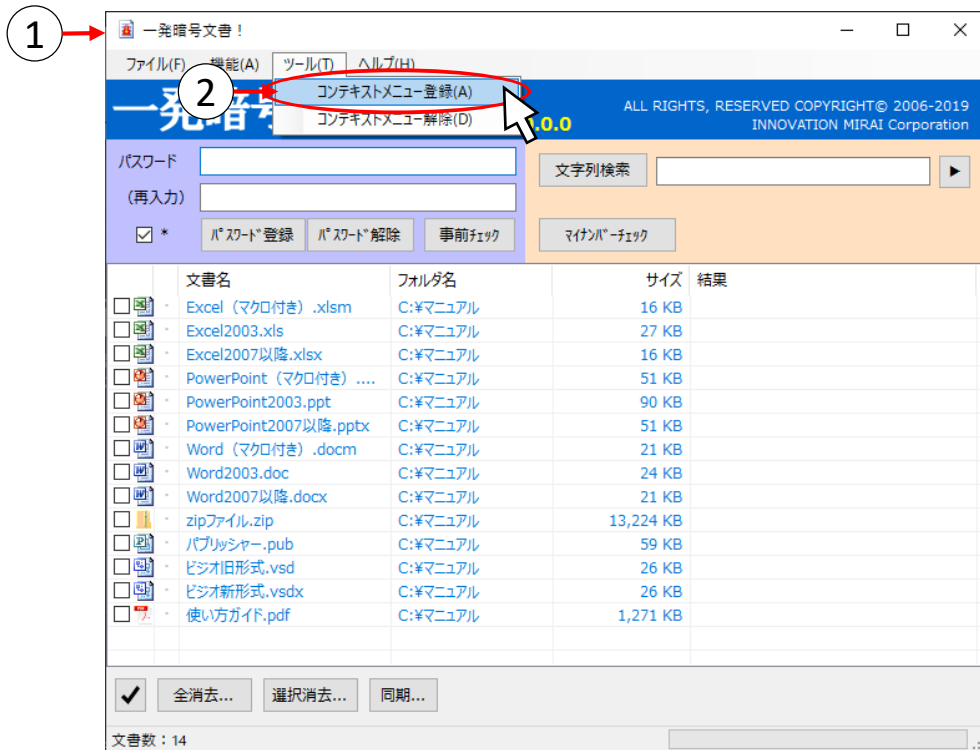 1
一発暗号文書！
ファイル(F) 機能(A) ツール(T) ヘルプ(H)
2
コンテキストメニュー登録(A)
コンテキストメニュー解除(D)
一発暗号
.0.0
ALL RIGHTS, RESERVED COPYRIGHT© 2006-2019
INNOVATION MIRAI Corporation
パスワード
文字列検索
（再入力）
*
ﾊﾟｽﾜｰﾄﾞ登録 ﾊﾟｽﾜｰﾄﾞ解除 事前ﾁｪｯｸ ﾏｲﾅﾝﾊﾞｰﾁｪｯｸ
文書名 フォルダ名 サイズ 結果
Excel（マクロ付き）.xlsm C:¥マニュアル 16 KB
Excel2003.xls C:¥マニュアル 27 KB
Excel2007以降.xlsx C:¥マニュアル 16 KB
PowerPoint（マクロ付き）.... C:¥マニュアル 51 KB
PowerPoint2003.ppt C:¥マニュアル 90 KB
PowerPoint2007以降.pptx C:¥マニュアル 51 KB
Word（マクロ付き）.docm C:¥マニュアル 21 KB
Word2003.doc C:¥マニュアル 24 KB
Word2007以降.docx C:¥マニュアル 21 KB
zipファイル.zip C:¥マニュアル 13,224 KB
パブリッシャー.pub C:¥マニュアル 59 KB
ビジオ旧形式.vsd C:¥マニュアル 26 KB
ビジオ新形式.vsdx C:¥マニュアル 26 KB
使い方ガイド.pdf C:¥マニュアル 1,271 KB
全消去... 選択消去... 同期...
文書数：14